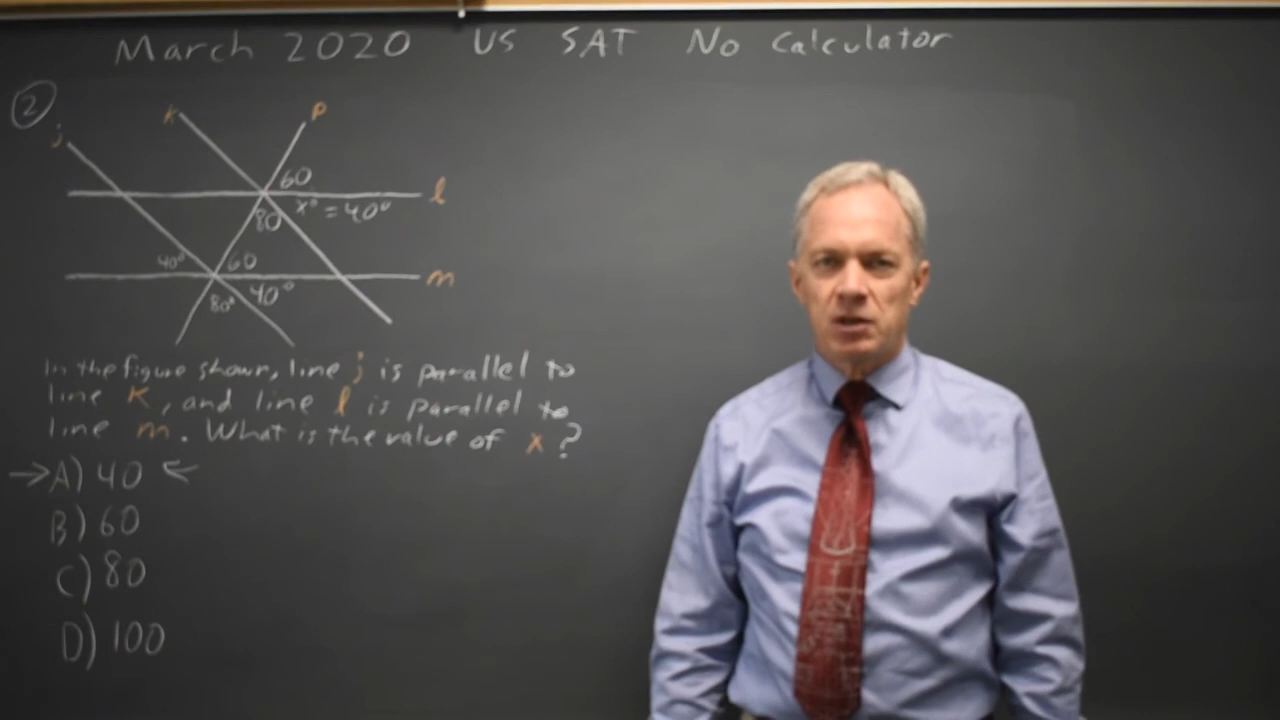 March 2020 US SAT No Calculator
2
K
P
j
60
l
x° = 40°
80
40°
60
m
40°
80°
In the figure shown, line j is parallel to
line K, and line l is parallel to
line m. What is the value of x?
→ A) 40 ←
B) 60
C) 80
D) 100